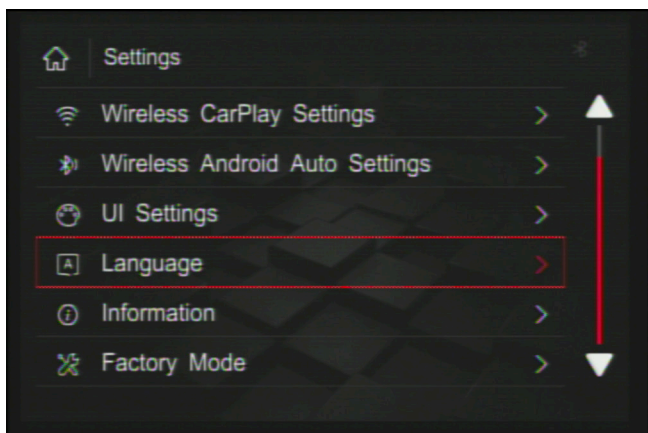 Settings
Wireless CarPlay Settings
Wireless Android Auto Settings
UI Settings
Language
Information
Factory Mode